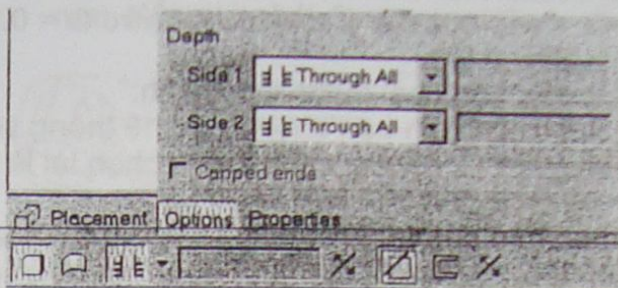 Depth
Side 1 Through All
Side 2 Through All
Capped ends
Placement Options Properties